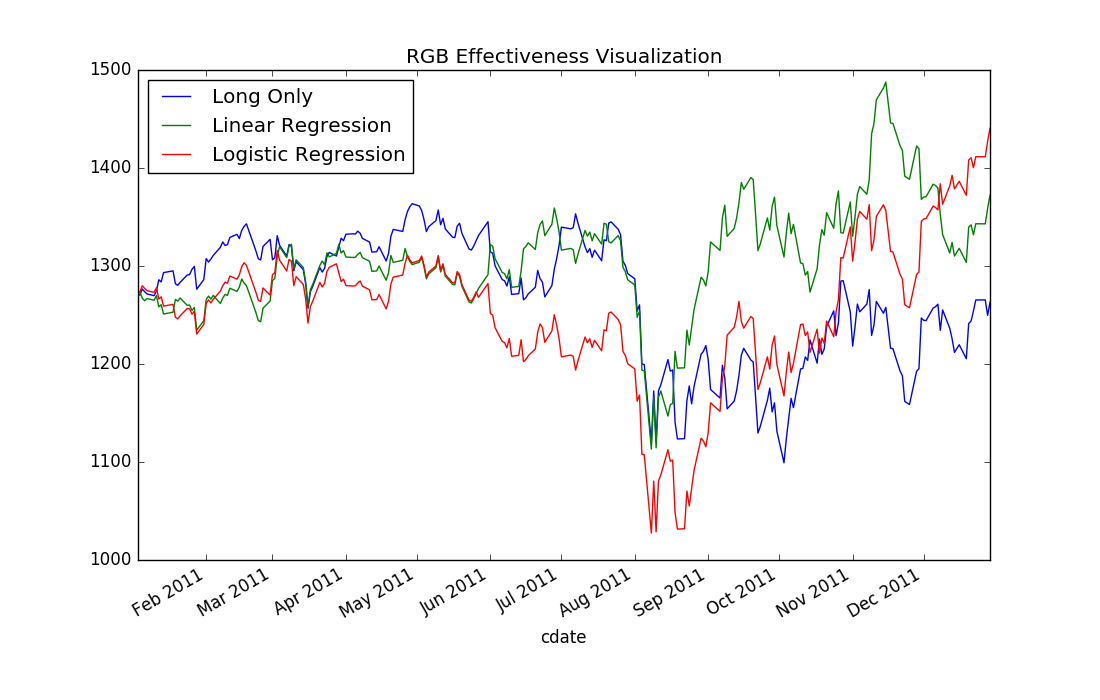 RGB Effectiveness Visualization
1500
1400
1300
1200
1100
1000
Long Only
Linear Regression
Logistic Regression
Feb 2011
Mar 2011
Apr 2011
May 2011
Jun 2011
Jul 2011
Aug 2011
Sep 2011
Oct 2011
Nov 2011
Dec 2011
cdate